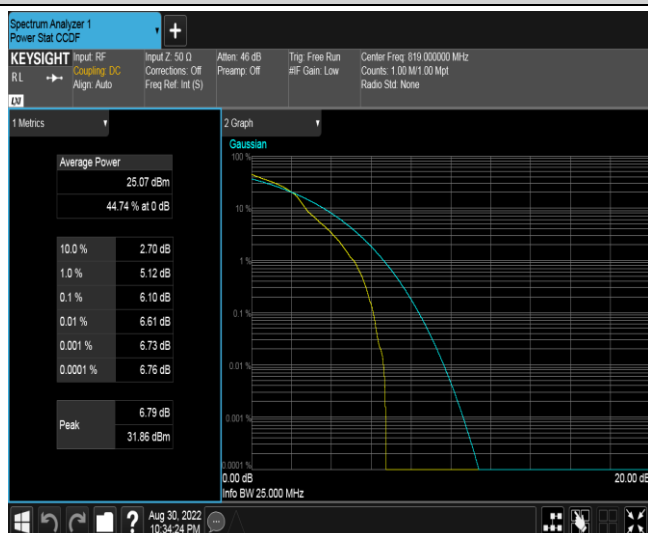 Spectrum Analyzer 1
Power Stat CCDF
+
KEYSIGHT
RL
LXI
Input: RF
Coupling: DC
Align: Auto
Input Z: 50 Ω
Corrections: Off
Freq Ref: Int (S)
Atten: 46 dB
Preamp: Off
Trig: Free Run
#IF Gain: Low
Center Freq: 819.000000 MHz
Counts: 1.00 M/1.00 Mpt
Radio Std: None
1 Metrics
Average Power
25.07 dBm
44.74 % at 0 dB
10.0 % 2.70 dB
1.0 % 5.12 dB
0.1 % 6.10 dB
0.01 % 6.61 dB
0.001 % 6.73 dB
0.0001 % 6.76 dB
Peak
6.79 dB
31.86 dBm
2 Graph
Gaussian
100 %
10 %
1 %
0.1 %
0.01 %
0.001 %
0.0001 %
0.00 dB
20.00 dB
Info BW 25.000 MHz
?
Aug 30, 2022
10:34:24 PM